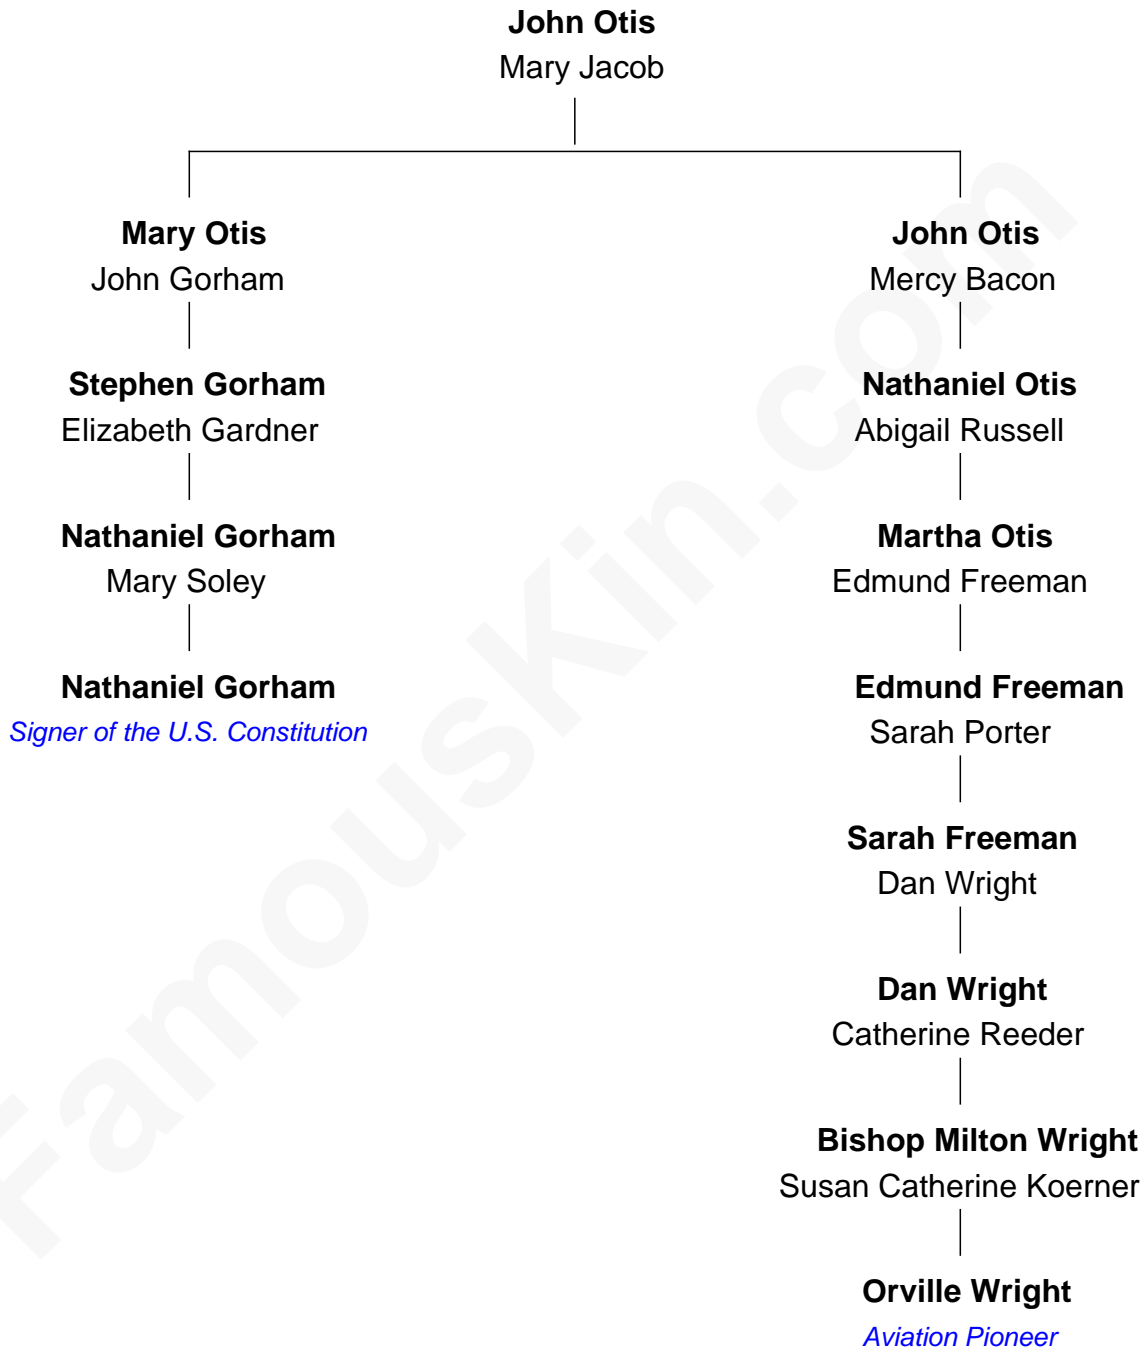 John Otis
Mary Jacob
Mary Otis
John Gorham
Stephen Gorham
Elizabeth Gardner
Nathaniel Gorham
Mary Soley
Nathaniel Gorham
Signer of the U.S. Constitution
John Otis
Mercy Bacon
Nathaniel Otis
Abigail Russell
Martha Otis
Edmund Freeman
Edmund Freeman
Sarah Porter
Sarah Freeman
Dan Wright
Dan Wright
Catherine Reeder
Bishop Milton Wright
Susan Catherine Koerner
Orville Wright
Aviation Pioneer
FamousKin.com